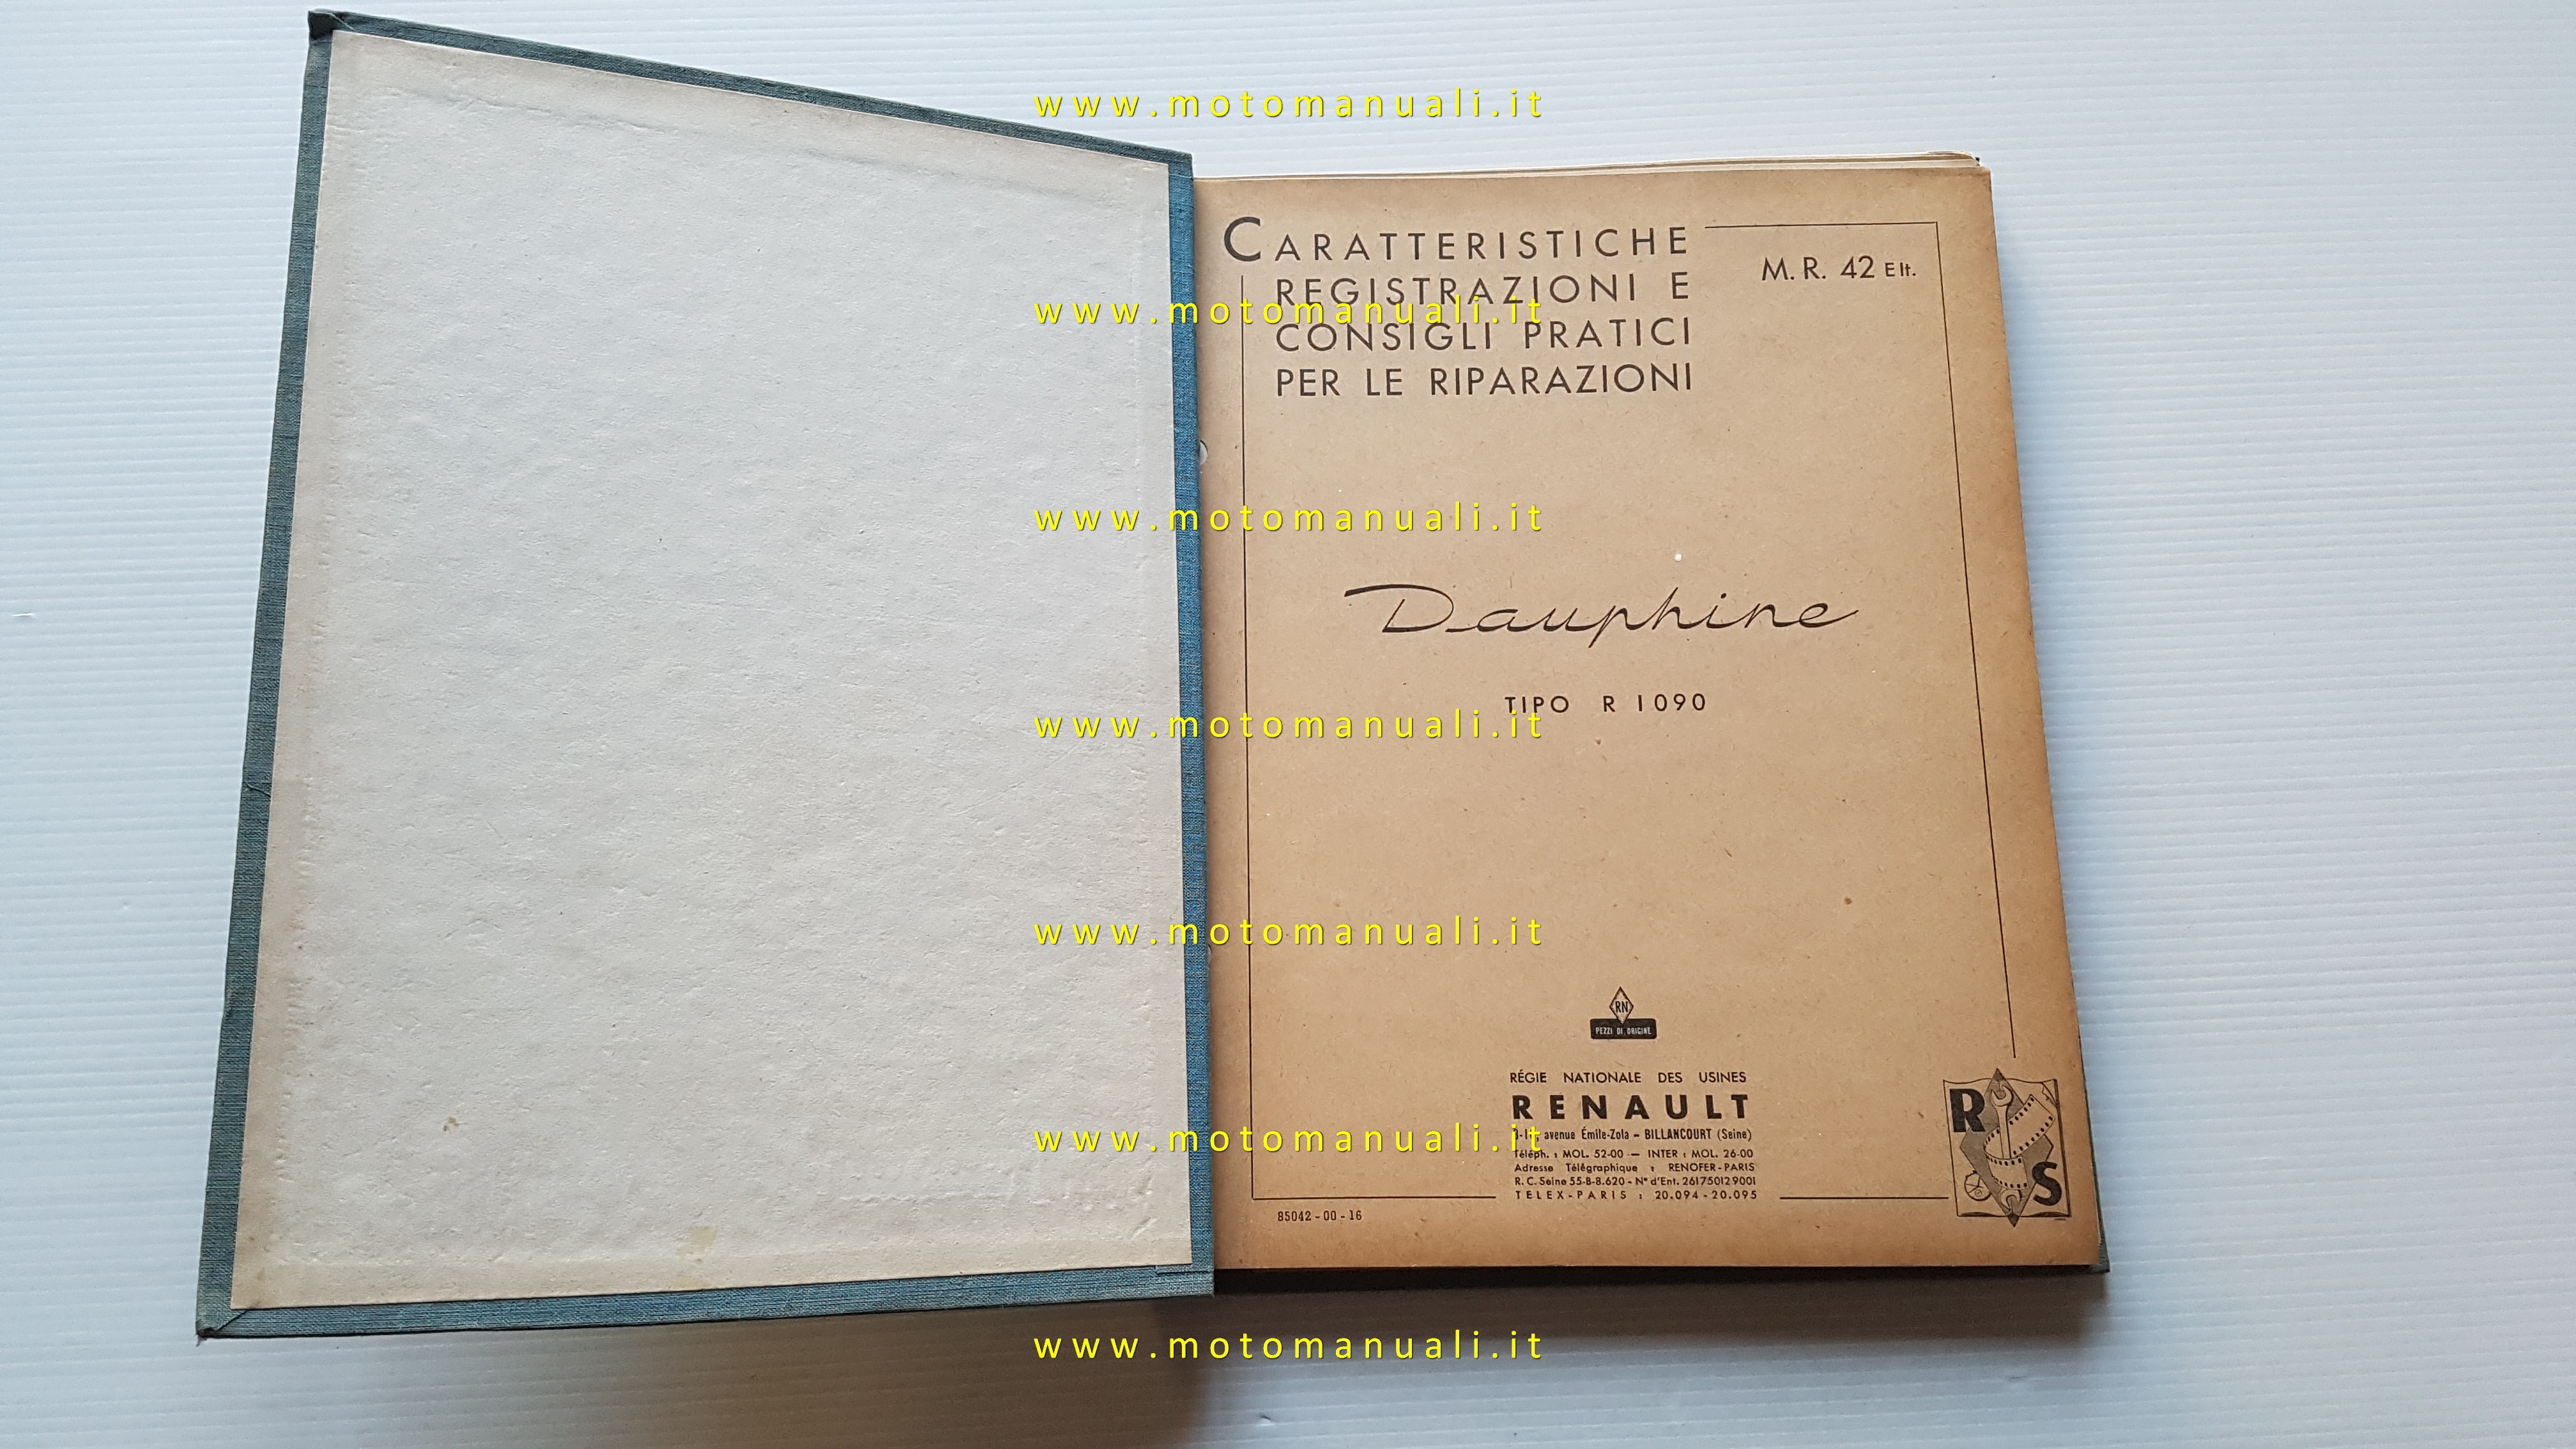 www.motomanuali.it
CARATTERISTICHE
REGISTRAZIONI E
CONSIGLI PRATICI
PER LE RIPARAZIONI
M. R. 42 E It.
www.motomanuali.it
www.motomanuali.it
Dauphine
TIPO R 1090
www.motomanuali.it
www.motomanuali.it
RN
PEZZI DI ORIGINE
RÉGIE NATIONALE DES USINES
RENAULT
avenue Émile-Zola - BILLANCOURT (Seine)
www.motomanuali.it
Téléph. : MOL. 52-00 — INTER : MOL. 26-00
Adresse Télégraphique : RENOFER-PARIS
R. C. Seine 55-B-8.620 - N° d'Ent. 261750129001
TELEX-PARIS : 20.094-20.095
R S
85042-00-16
www.motomanuali.it